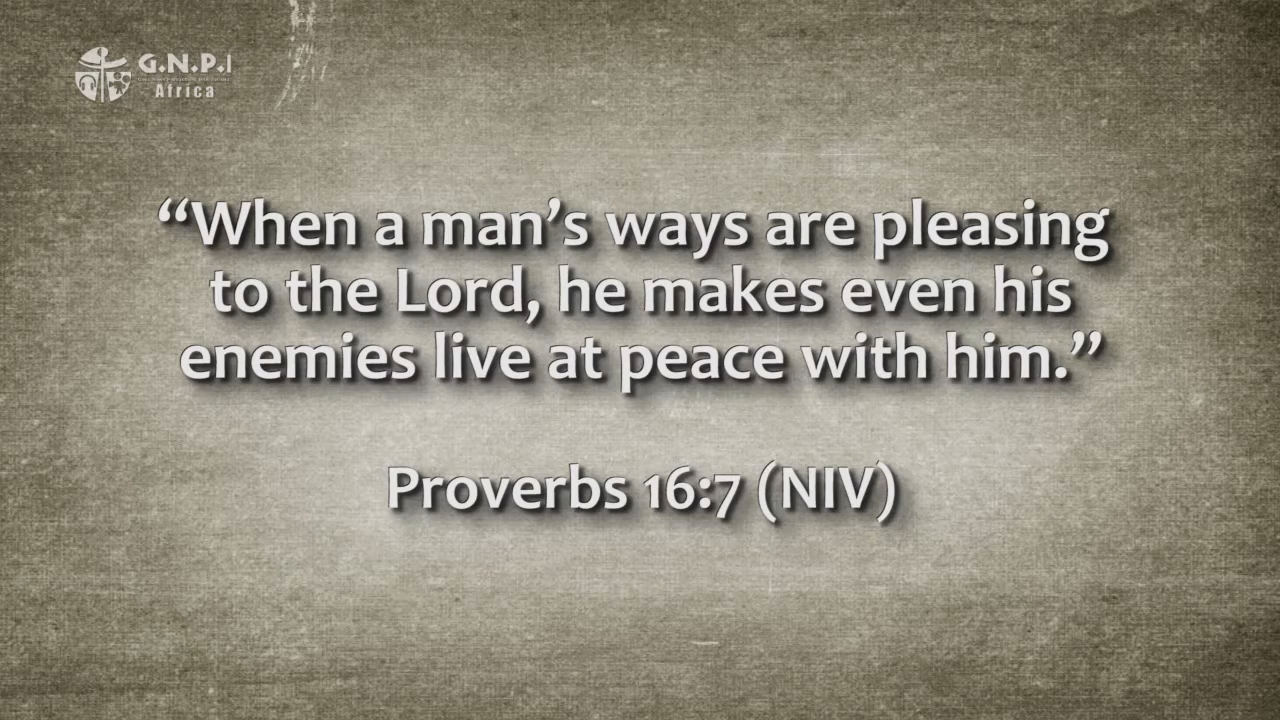 G.N.P.I
Africa
“When a man’s ways are pleasing
to the Lord, he makes even his
enemies live at peace with him.”
Proverbs 16:7 (NIV)